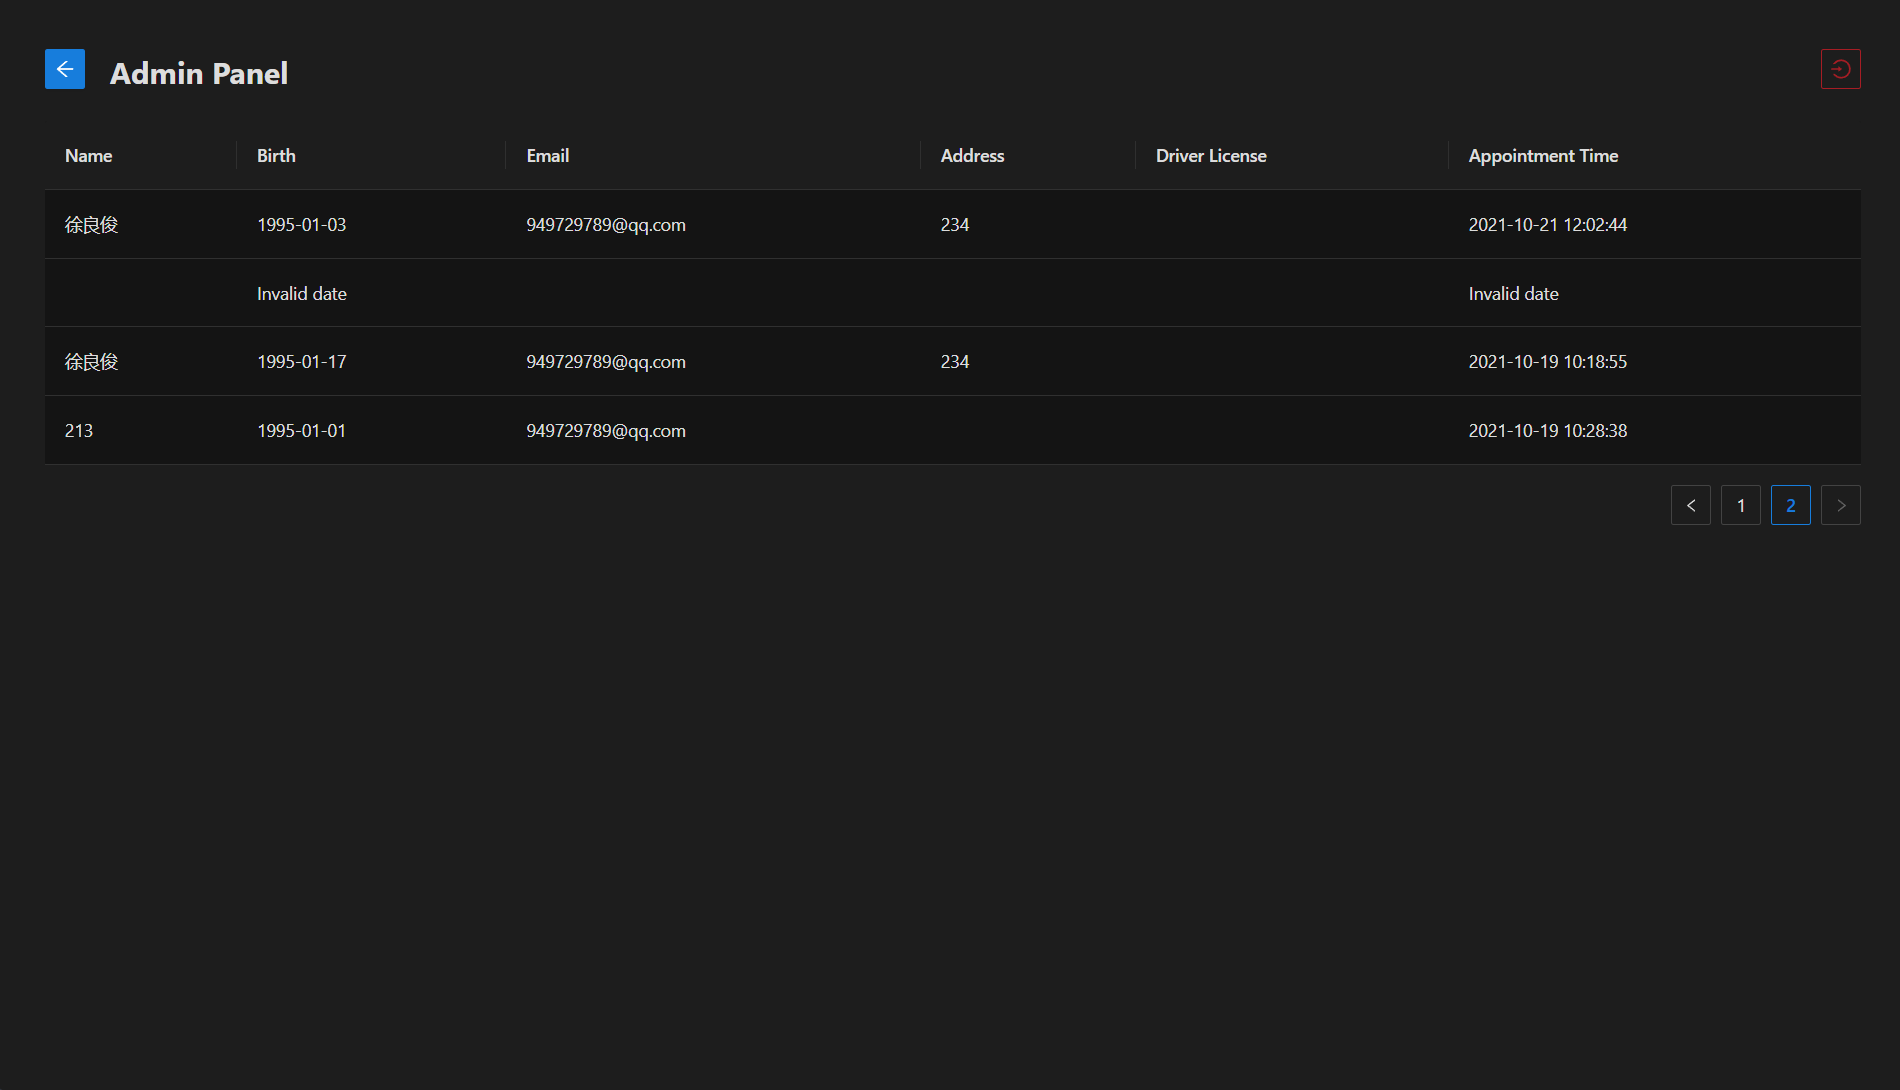 Admin Panel
Name Birth Email Address Driver License Appointment Time
徐良俊 1995-01-03 949729789@qq.com 234 2021-10-21 12:02:44
Invalid date Invalid date
徐良俊 1995-01-17 949729789@qq.com 234 2021-10-19 10:18:55
213 1995-01-01 949729789@qq.com 2021-10-19 10:28:38
1 2